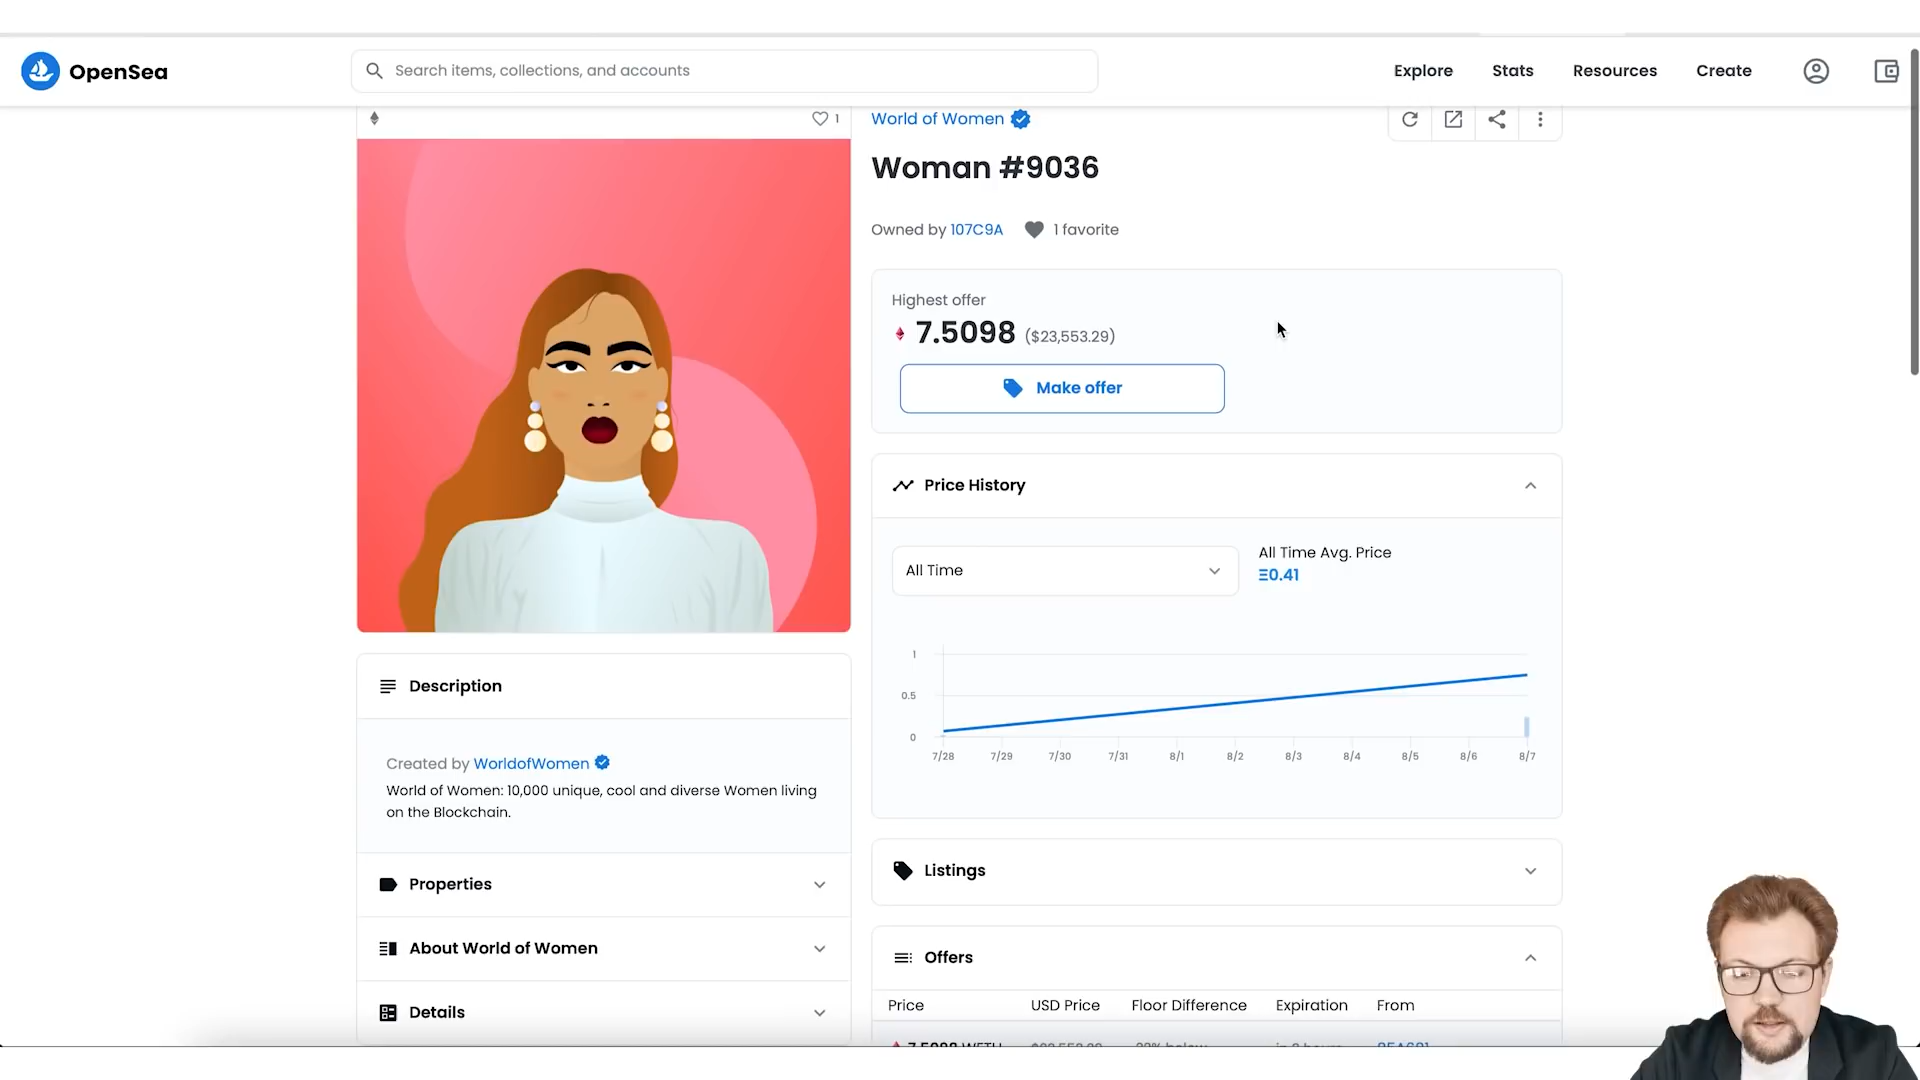 OpenSea
Search items, collections, and accounts
Explore
Stats
Resources
Create
1
World of Women
Woman #9036
Owned by 107C9A
1 favorite
Highest offer
7.5098 ($23,553.29)
Make offer
Price History
All Time
All Time Avg. Price
Ξ0.41
1
0.5
0
7/28 7/29 7/30 7/31 8/1 8/2 8/3 8/4 8/5 8/6 8/7
Description
Created by WorldofWomen
World of Women: 10,000 unique, cool and diverse Women living
on the Blockchain.
Properties
About World of Women
Details
Listings
Offers
Price USD Price Floor Difference Expiration From
7.5098 WETH